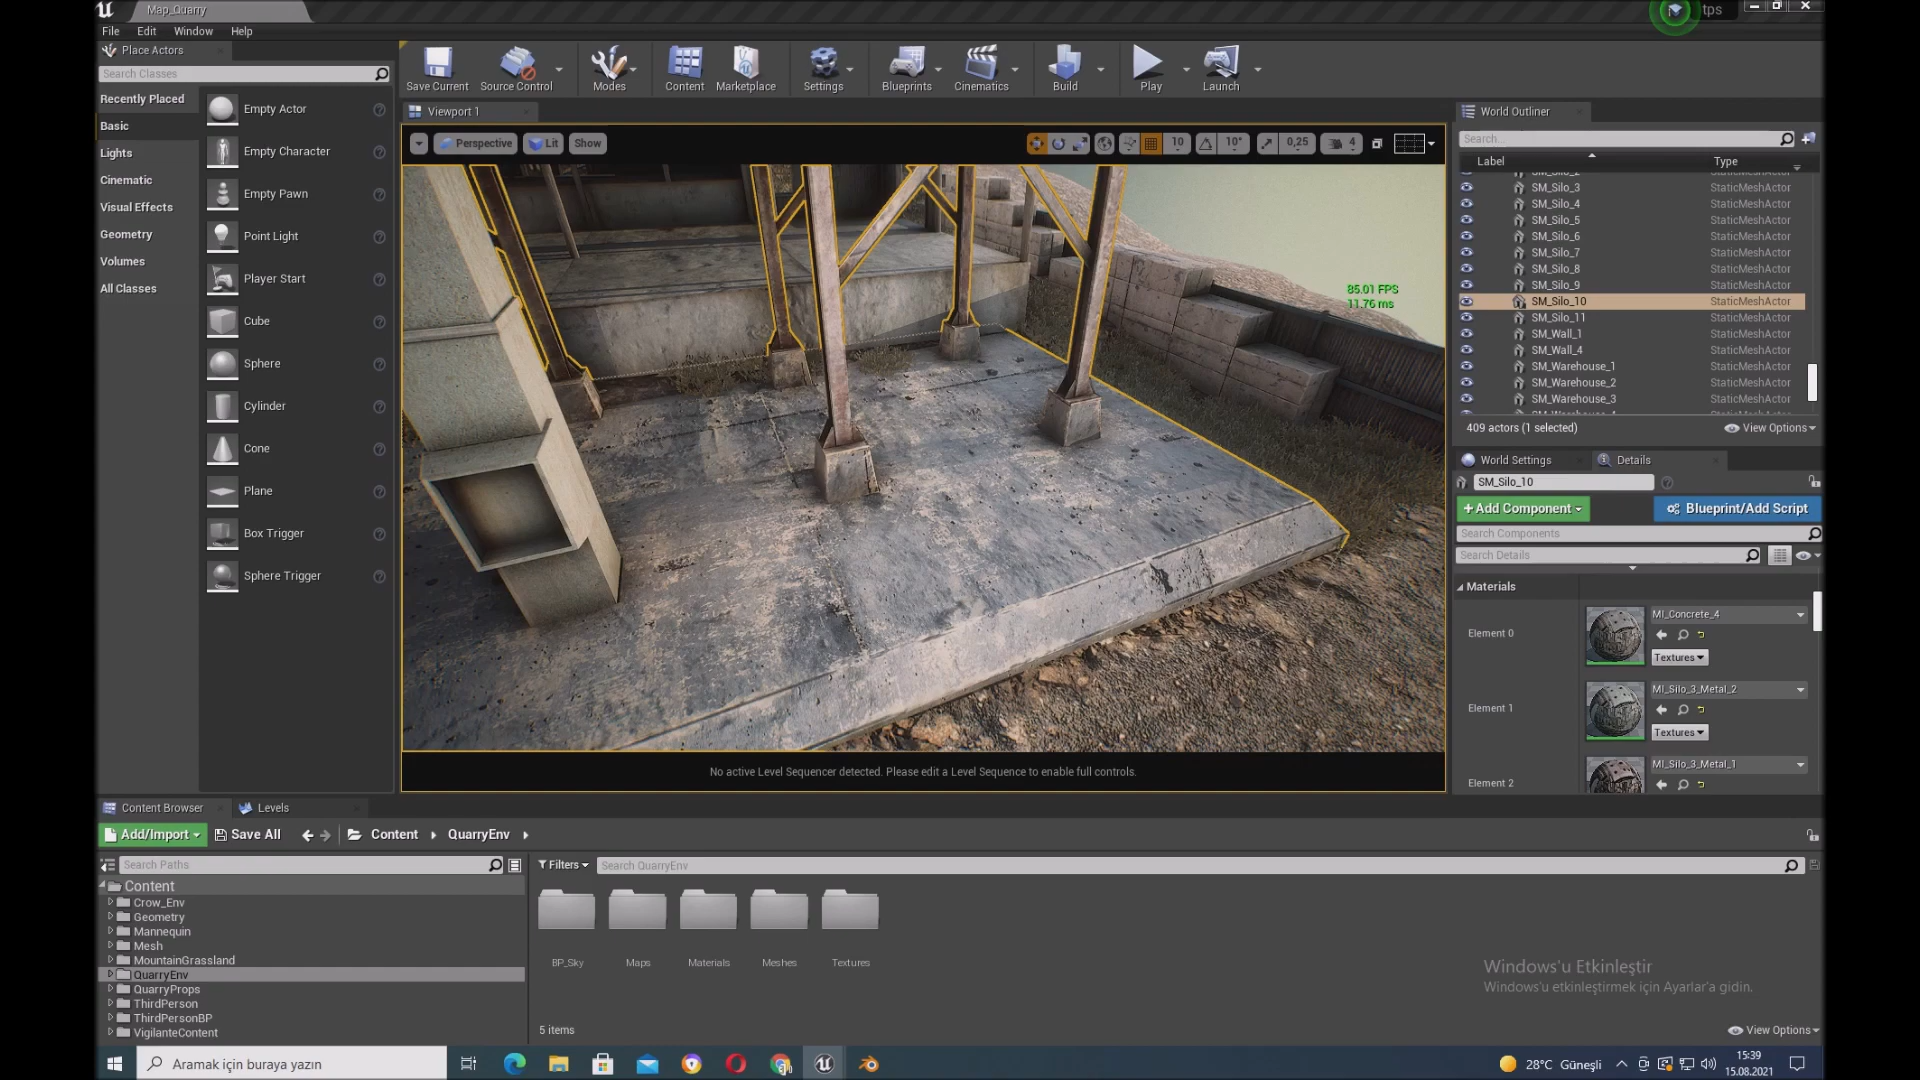 Map_Quarry
tps
File Edit Window Help
Place Actors
Search Classes
Recently Placed
Basic
Lights
Cinematic
Visual Effects
Geometry
Volumes
All Classes
Empty Actor
Empty Character
Empty Pawn
Point Light
Player Start
Cube
Sphere
Cylinder
Cone
Plane
Box Trigger
Sphere Trigger
Save Current Source Control Modes Content Marketplace Settings Blueprints Cinematics Build Play Launch
Viewport 1
Perspective Lit Show 10 10° 0,25 4
85.01 FPS
11.76 ms
No active Level Sequencer detected. Please edit a Level Sequence to enable full controls.
World Outliner
Search...
Label Type
SM_Silo_2 StaticMeshActor
SM_Silo_3 StaticMeshActor
SM_Silo_4 StaticMeshActor
SM_Silo_5 StaticMeshActor
SM_Silo_6 StaticMeshActor
SM_Silo_7 StaticMeshActor
SM_Silo_8 StaticMeshActor
SM_Silo_9 StaticMeshActor
SM_Silo_10 StaticMeshActor
SM_Silo_11 StaticMeshActor
SM_Wall_1 StaticMeshActor
SM_Wall_4 StaticMeshActor
SM_Warehouse_1 StaticMeshActor
SM_Warehouse_2 StaticMeshActor
SM_Warehouse_3 StaticMeshActor
SM_Warehouse_4 StaticMeshActor
409 actors (1 selected) View Options
World Settings Details
SM_Silo_10
+Add Component Blueprint/Add Script
Search Components
Search Details
Materials
Element 0 MI_Concrete_4
Textures
Element 1 MI_Silo_3_Metal_2
Textures
Element 2 MI_Silo_3_Metal_1
Content Browser Levels
Add/Import Save All Content QuarryEnv
Search Paths
Filters Search QuarryEnv
Content
Crow_Env
Geometry
Mannequin
Mesh
MountainGrassland
QuarryEnv
QuarryProps
ThirdPerson
ThirdPersonBP
VigilanteContent
BP_Sky Maps Materials Meshes Textures
5 items View Options
Windows'u Etkinleştir
Windows'u etkinleştirmek için Ayarlar'a gidin.
Aramak için buraya yazın
28°C Güneşli
15:39
15.08.2021